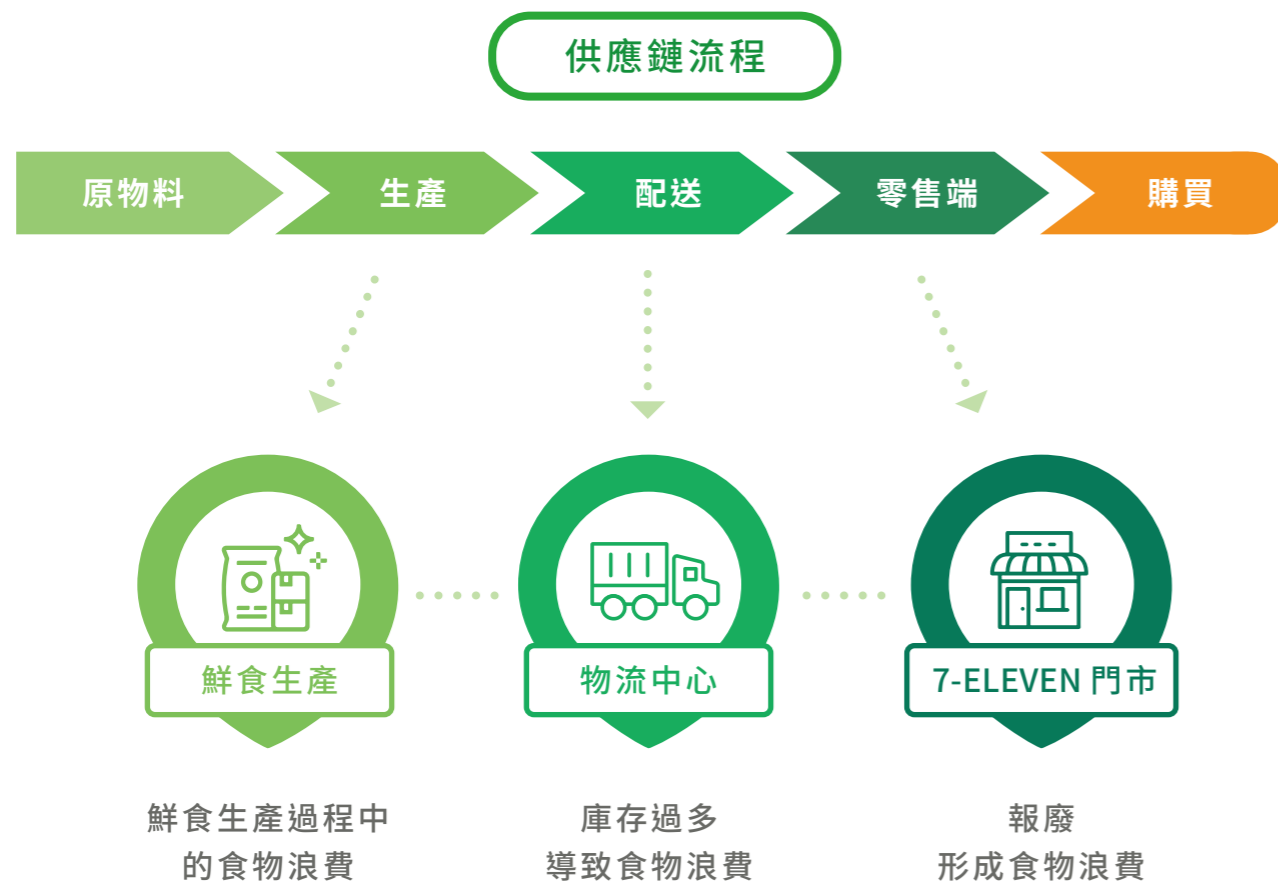 供應鏈流程
原物料
生產
配送
零售端
購買
鮮食生產
物流中心
7-ELEVEN 門市
鮮食生產過程中
的食物浪費
庫存過多
導致食物浪費
報廢
形成食物浪費